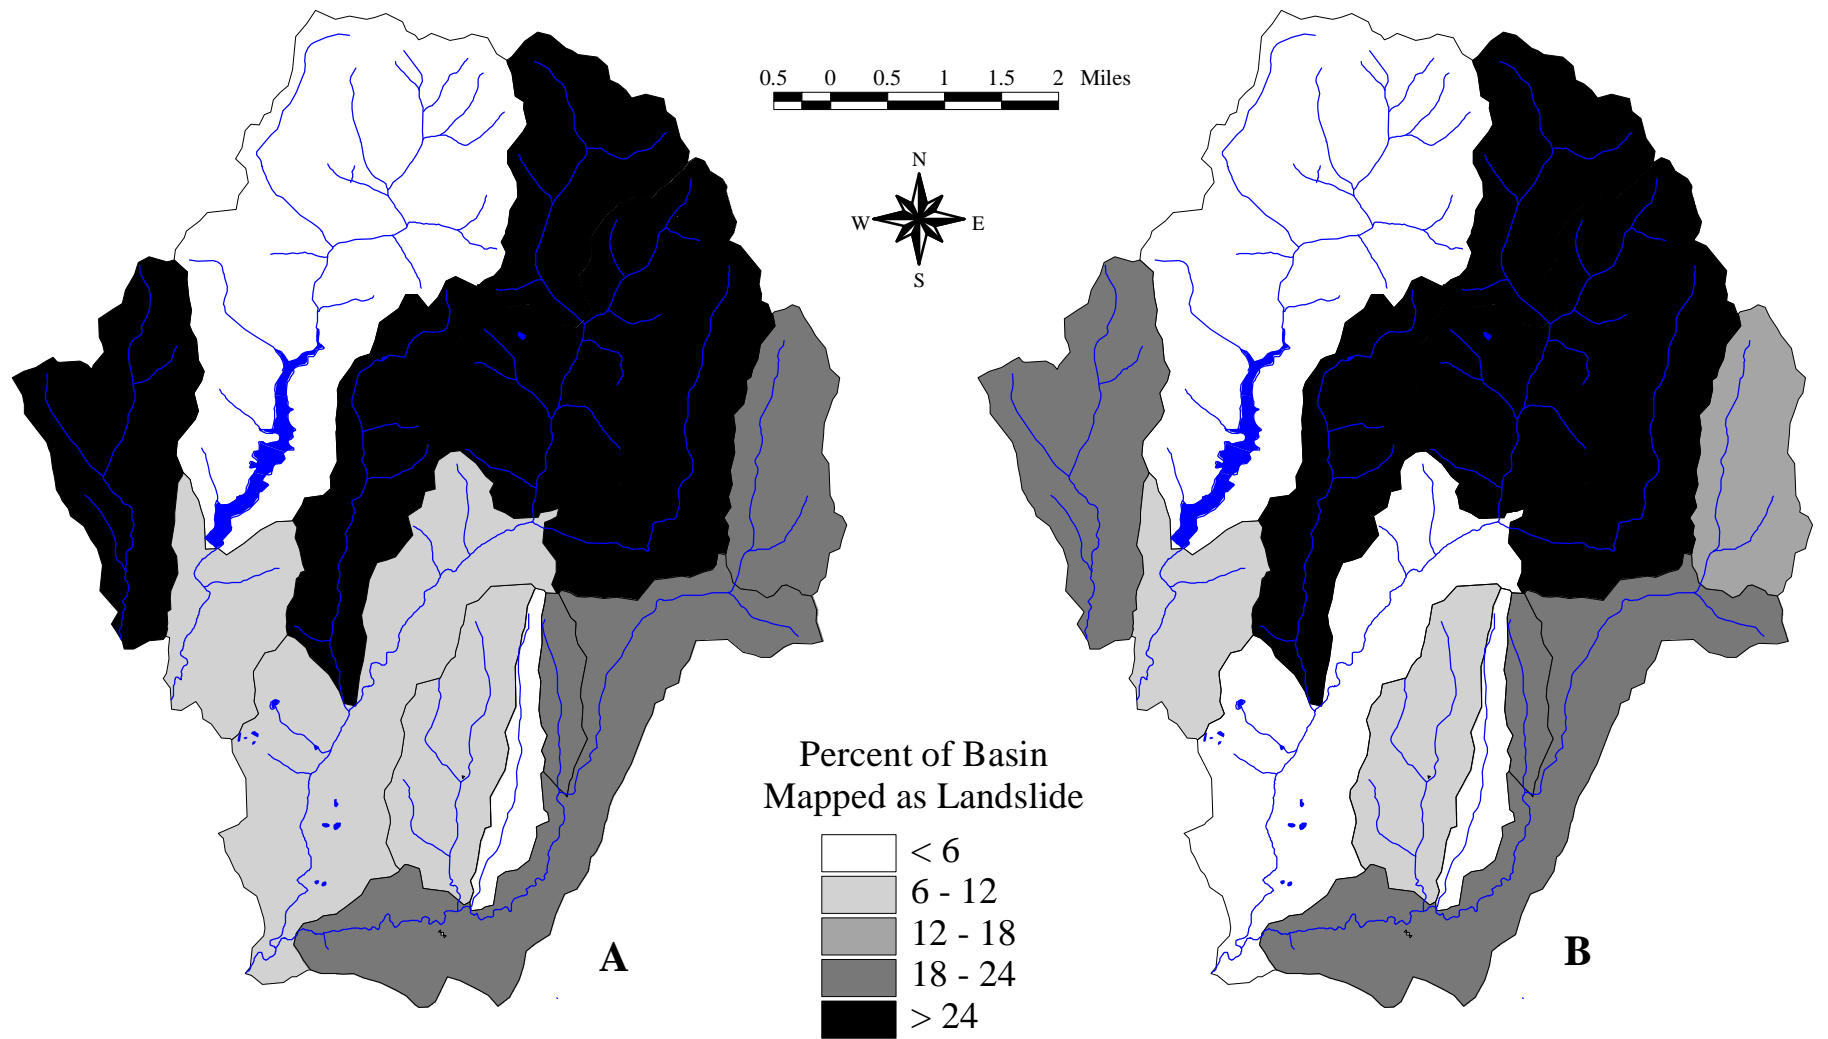 0.5 0 0.5 1 1.5 2 Miles
N
W E
S
Percent of Basin
Mapped as Landslide
< 6
6 - 12
12 - 18
18 - 24
> 24
A
B